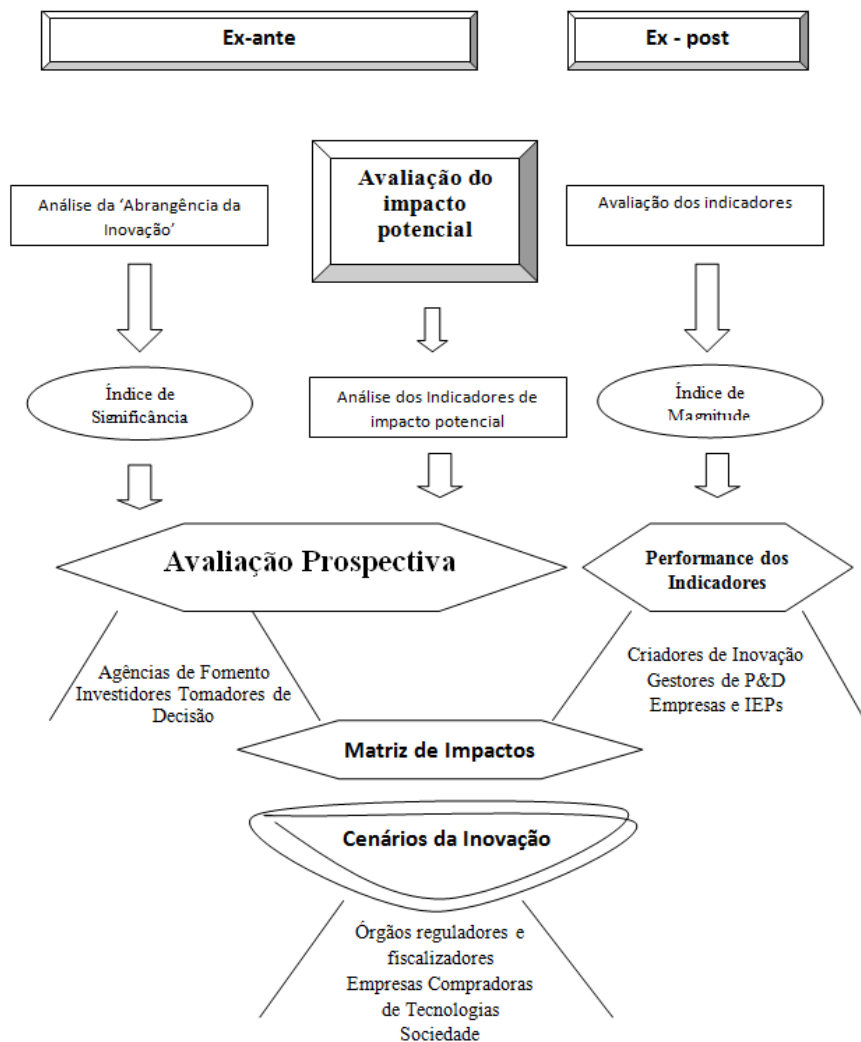 Ex-ante
Ex - post
Avaliação do
impacto
potencial
Análise da 'Abrangência da
Inovação'
Avaliação dos indicadores
Índice de
Significância
Análise dos Indicadores de
impacto potencial
Índice de
Magnitude
Avaliação Prospectiva
Performance dos
Indicadores
Agências de Fomento
Investidores Tomadores de
Decisão
Criadores de Inovação
Gestores de P&D
Empresas e IEPs
Matriz de Impactos
Cenários da Inovação
Órgãos reguladores e
fiscalizadores
Empresas Compradoras
de Tecnologias
Sociedade